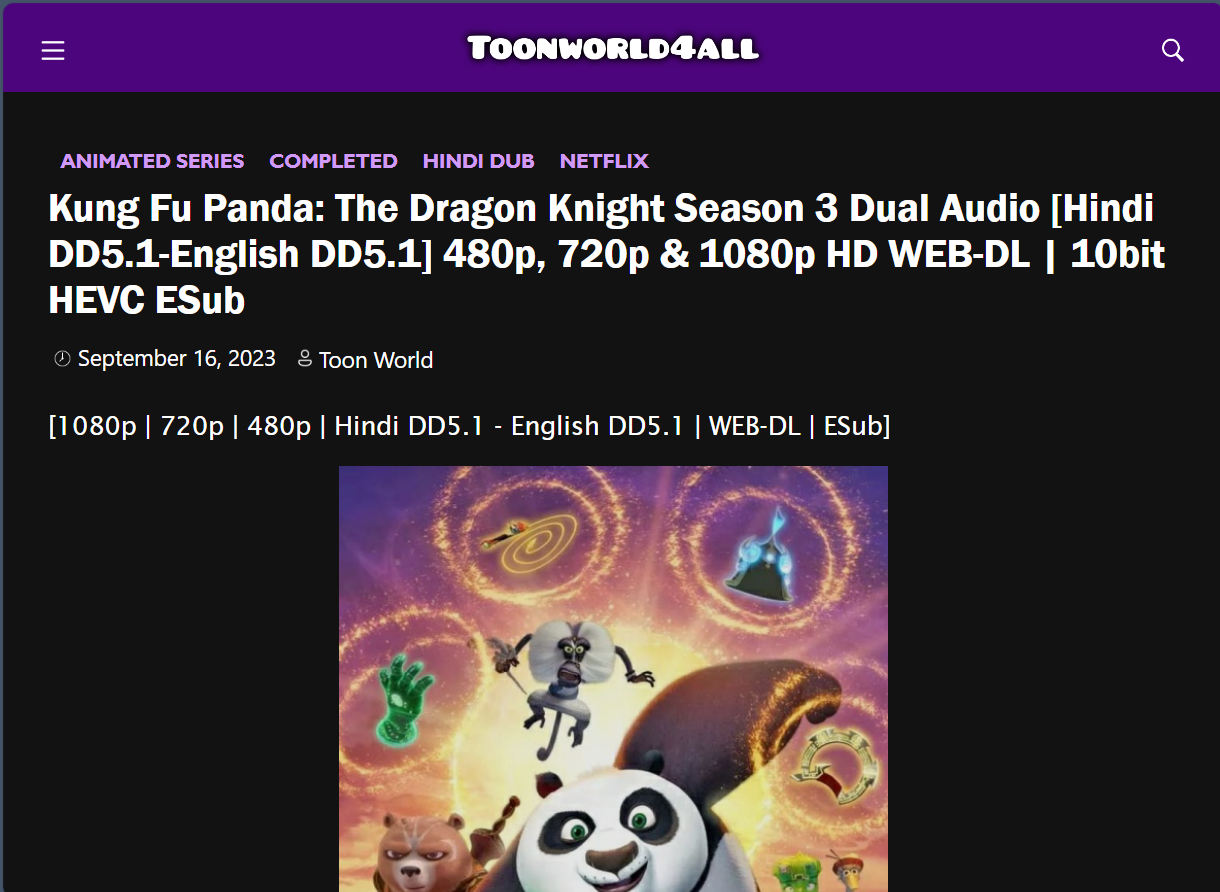 Toonworld4all
ANIMATED SERIES COMPLETED HINDI DUB NETFLIX
Kung Fu Panda: The Dragon Knight Season 3 Dual Audio [Hindi
DD5.1-English DD5.1] 480p, 720p & 1080p HD WEB-DL | 10bit
HEVC ESub
September 16, 2023 Toon World
[1080p | 720p | 480p | Hindi DD5.1 - English DD5.1 | WEB-DL | ESub]